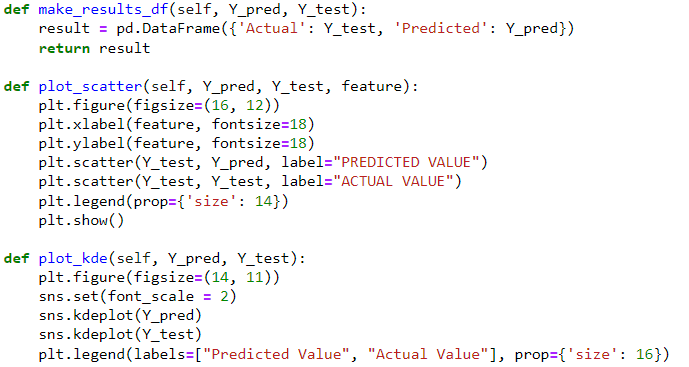 def make_results_df(self, Y_pred, Y_test):
    result = pd.DataFrame({'Actual': Y_test, 'Predicted': Y_pred})
    return result

def plot_scatter(self, Y_pred, Y_test, feature):
    plt.figure(figsize=(16, 12))
    plt.xlabel(feature, fontsize=18)
    plt.ylabel(feature, fontsize=18)
    plt.scatter(Y_test, Y_pred, label="PREDICTED VALUE")
    plt.scatter(Y_test, Y_test, label="ACTUAL VALUE")
    plt.legend(prop={'size': 14})
    plt.show()

def plot_kde(self, Y_pred, Y_test):
    plt.figure(figsize=(14, 11))
    sns.set(font_scale = 2)
    sns.kdeplot(Y_pred)
    sns.kdeplot(Y_test)
    plt.legend(labels=["Predicted Value", "Actual Value"], prop={'size': 16})